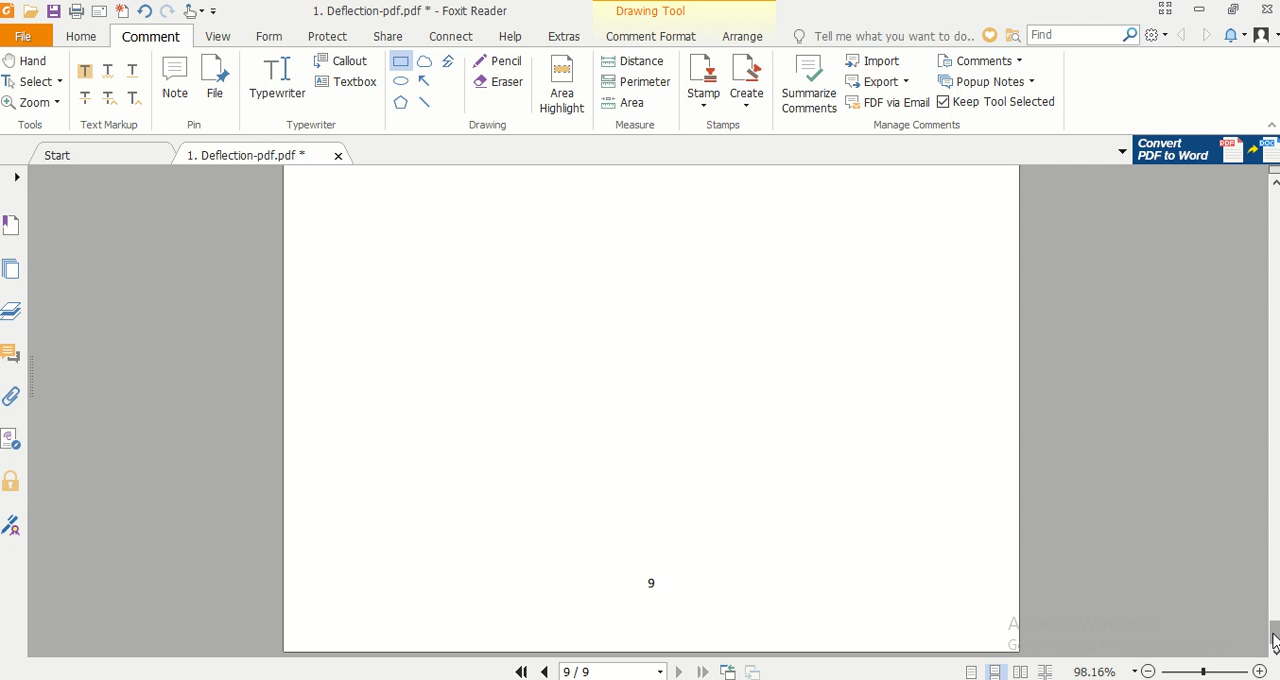 1. Deflection-pdf.pdf * - Foxit Reader
Drawing Tool
File Home Comment View Form Protect Share Connect Help Extras Comment Format Arrange Tell me what you want to do.. Find
Hand
Select
Zoom
Tools
Text Markup
Note
File
Pin
Typewriter
Callout
Textbox
Typewriter
Pencil
Eraser
Area
Highlight
Drawing
Distance
Perimeter
Area
Measure
Stamp
Create
Stamps
Summarize
Comments
Import
Export
FDF via Email
Comments
Popup Notes
Keep Tool Selected
Manage Comments
Start
1. Deflection-pdf.pdf *
Convert
PDF to Word
PDF
DOC
9
9 / 9
98.16%